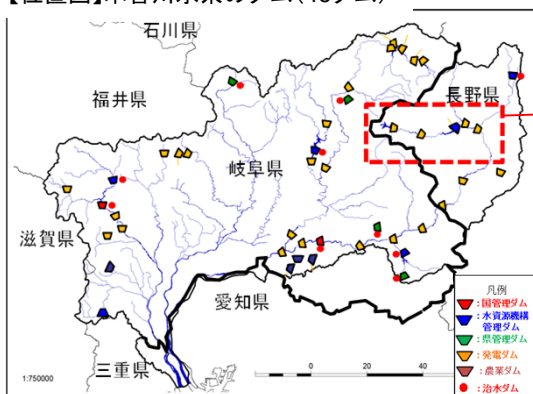 石川県
福井県
長野県
岐阜県
滋賀県
愛知県
三重県
1:750000
0
20
40
凡例
:国管理ダム
:水資源機構
管理ダム
:県管理ダム
:発電ダム
:農業ダム
:治水ダム